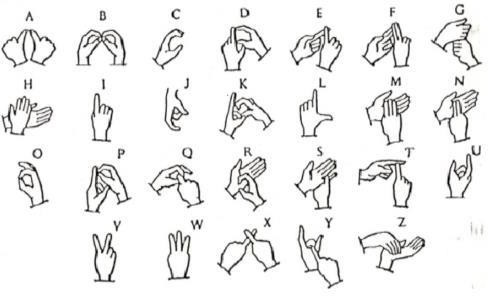 A B C D E F G
H I J K L M N
O P Q R S T U
V W X Y Z